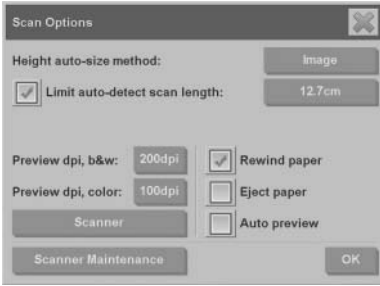 Scan Options
Height auto-size method: Image
Limit auto-detect scan length: 12.7cm
Preview dpi, b&w: 200dpi Rewind paper
Preview dpi, color: 100dpi Eject paper
Scanner Auto preview
Scanner Maintenance OK